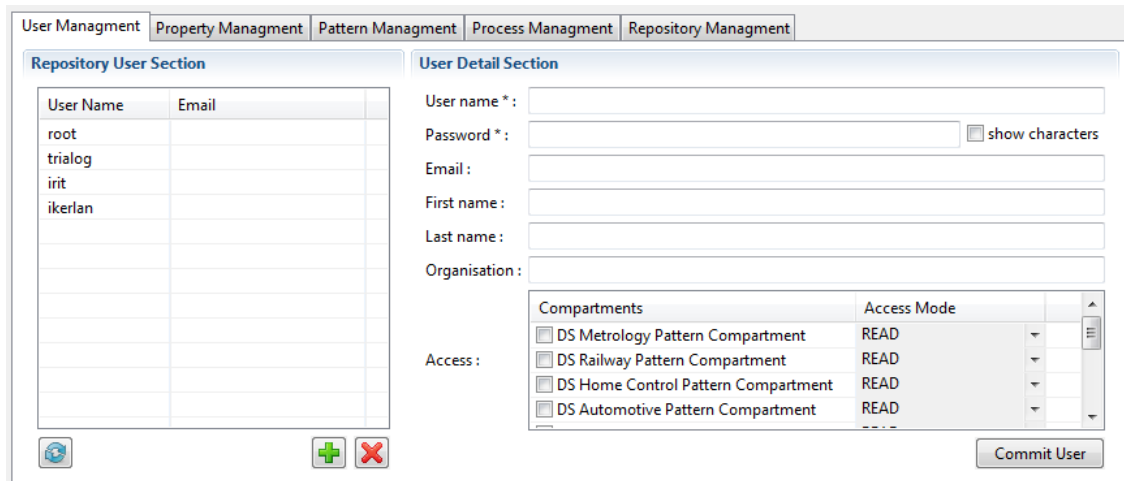 User Managment Property Managment Pattern Managment Process Managment Repository Managment
Repository User Section
User Name Email
root
trialog
irit
ikerlan
User Detail Section
User name * :
Password * : show characters
Email :
First name :
Last name :
Organisation :
Access :
Compartments Access Mode
DS Metrology Pattern Compartment READ
DS Railway Pattern Compartment READ
DS Home Control Pattern Compartment READ
DS Automotive Pattern Compartment READ
Commit User